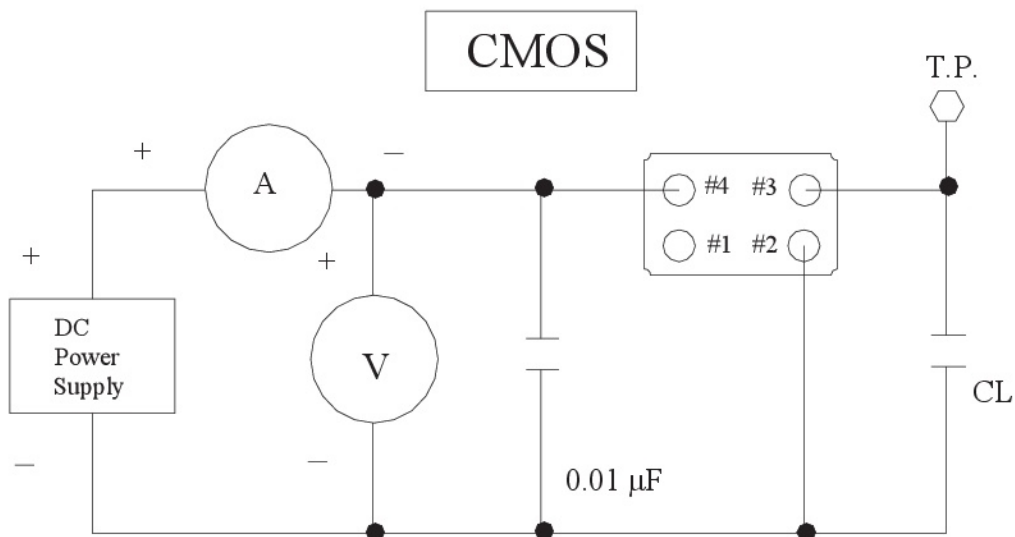 CMOS
T.P.
+
−
A
#4 #3
+
+
#1 #2
DC
Power
Supply
V
CL
−
−
0.01 µF